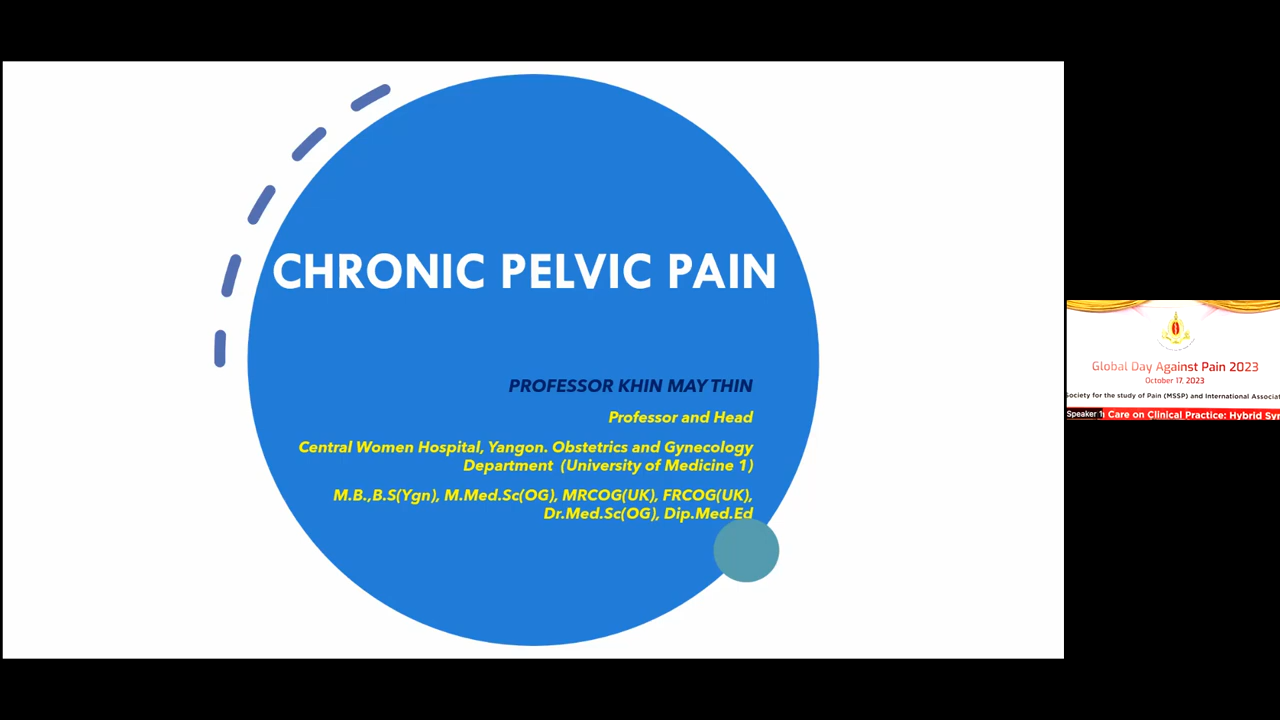 CHRONIC PELVIC PAIN
PROFESSOR KHIN MAY THIN
Professor and Head
Central Women Hospital, Yangon. Obstetrics and Gynecology
Department (University of Medicine 1)
M.B.,B.S(Ygn), M.Med.Sc(OG), MRCOG(UK), FRCOG(UK),
Dr.Med.Sc(OG), Dip.Med.Ed
Global Day Against Pain 2023
October 17, 2023
Society for the study of Pain (MSSP) and International
Speaker 1
Care on Clinical Practice: Hybrid